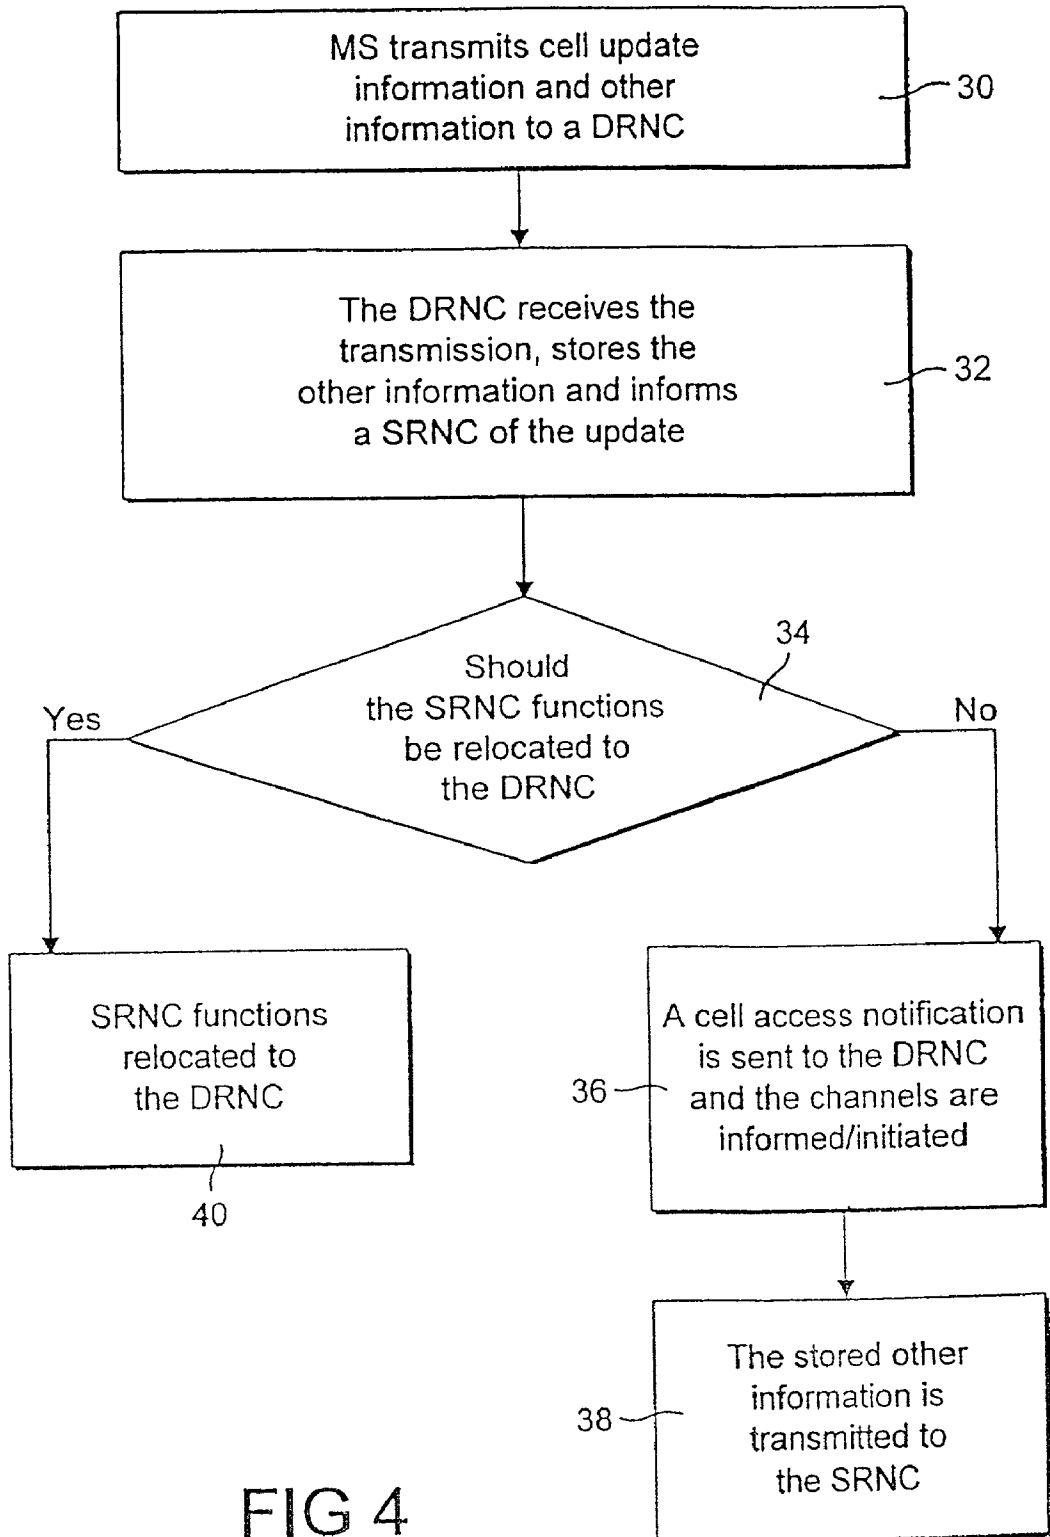 MS transmits cell update
information and other
information to a DRNC
30
The DRNC receives the
transmission, stores the
other information and informs
a SRNC of the update
32
34
Should
the SRNC functions
be relocated to
the DRNC
Yes
No
SRNC functions
relocated to
the DRNC
40
A cell access notification
is sent to the DRNC
and the channels are
informed/initiated
36
The stored other
information is
transmitted to
the SRNC
38
FIG 4